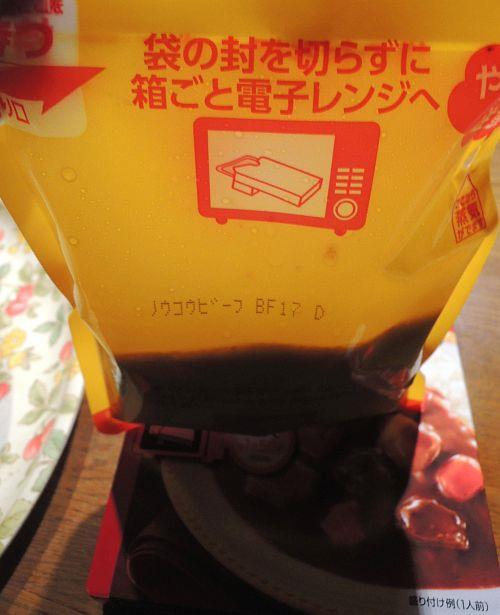 袋の封を切らずに
箱ごと電子レンジへ
ノウコウビーフ BF17 D
盛り付け例(1人前)